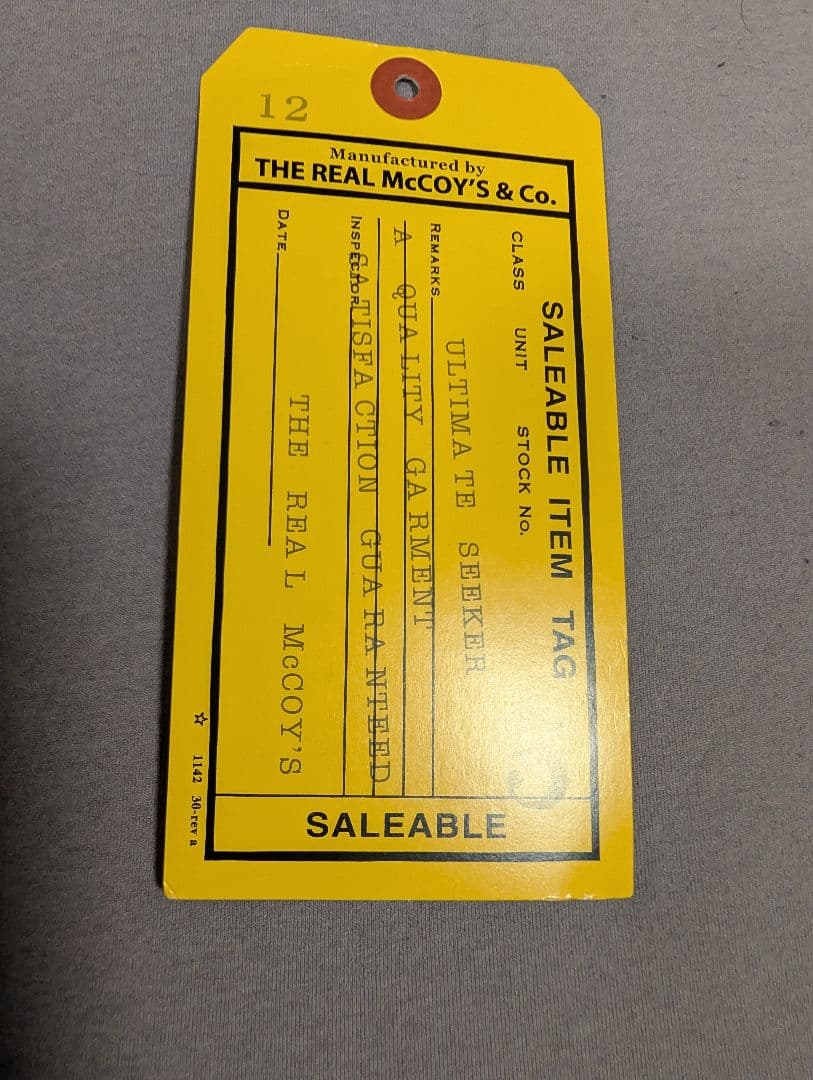 12
Manufactured by
THE REAL McCOY'S & Co.
SALEABLE ITEM TAG
CLASS UNIT STOCK No.
ULTIMATE SEEKER
REMARKS
A QUALITY GARMENT
SATISFACTION GUARANTEED
INSPECTOR
THE REAL McCOY'S
DATE
SALEABLE
☆ 1142 30-rev a